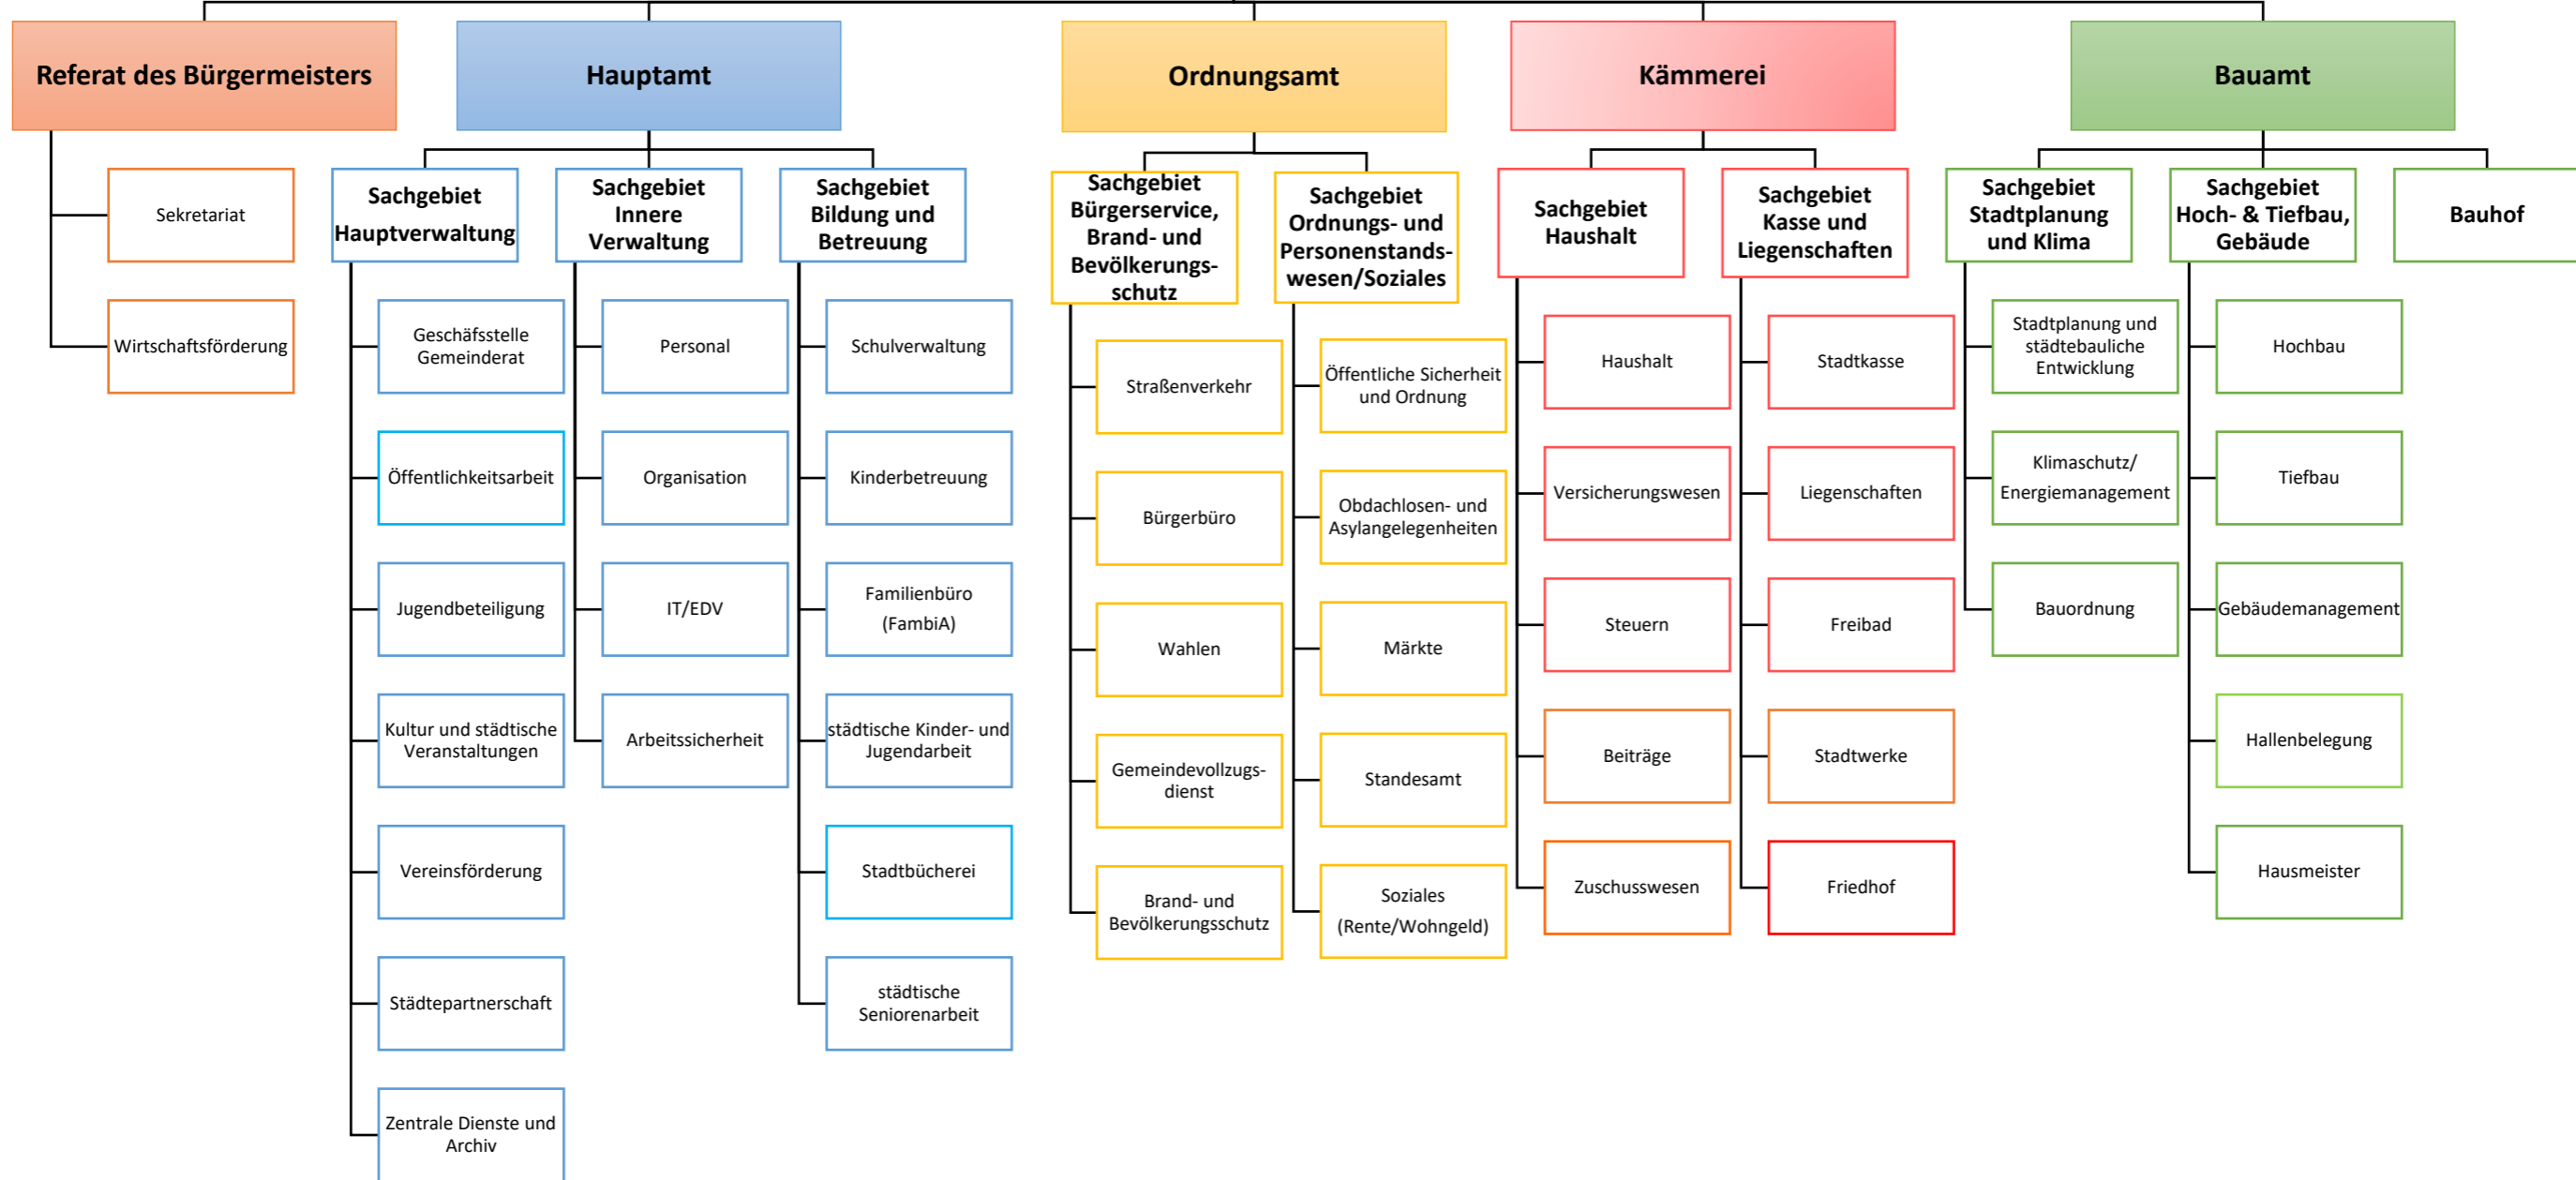 Referat des Bürgermeisters
Sekretariat
Wirtschaftsförderung
Hauptamt
Sachgebiet
Hauptverwaltung
Geschäfsstelle
Gemeinderat
Öffentlichkeitsarbeit
Jugendbeteiligung
Kultur und städtische
Veranstaltungen
Vereinsförderung
Städtepartnerschaft
Zentrale Dienste und
Archiv
Sachgebiet
Innere
Verwaltung
Personal
Organisation
IT/EDV
Arbeitssicherheit
Sachgebiet
Bildung und
Betreuung
Schulverwaltung
Kinderbetreuung
Familienbüro
(FambiA)
städtische Kinder- und
Jugendarbeit
Stadtbücherei
städtische
Seniorenarbeit
Ordnungsamt
Sachgebiet
Bürgerservice,
Brand- und
Bevölkerungs-
schutz
Straßenverkehr
Bürgerbüro
Wahlen
Gemeindevollzugs-
dienst
Brand- und
Bevölkerungsschutz
Sachgebiet
Ordnungs- und
Personenstands-
wesen/Soziales
Öffentliche Sicherheit
und Ordnung
Obdachlosen- und
Asylangelegenheiten
Märkte
Standesamt
Soziales
(Rente/Wohngeld)
Kämmerei
Sachgebiet
Haushalt
Haushalt
Versicherungswesen
Steuern
Beiträge
Zuschusswesen
Sachgebiet
Kasse und
Liegenschaften
Stadtkasse
Liegenschaften
Freibad
Stadtwerke
Friedhof
Bauamt
Sachgebiet
Stadtplanung
und Klima
Stadtplanung und
städtebauliche
Entwicklung
Klimaschutz/
Energiemanagement
Bauordnung
Sachgebiet
Hoch- & Tiefbau,
Gebäude
Hochbau
Tiefbau
Gebäudemanagement
Hallenbelegung
Hausmeister
Bauhof